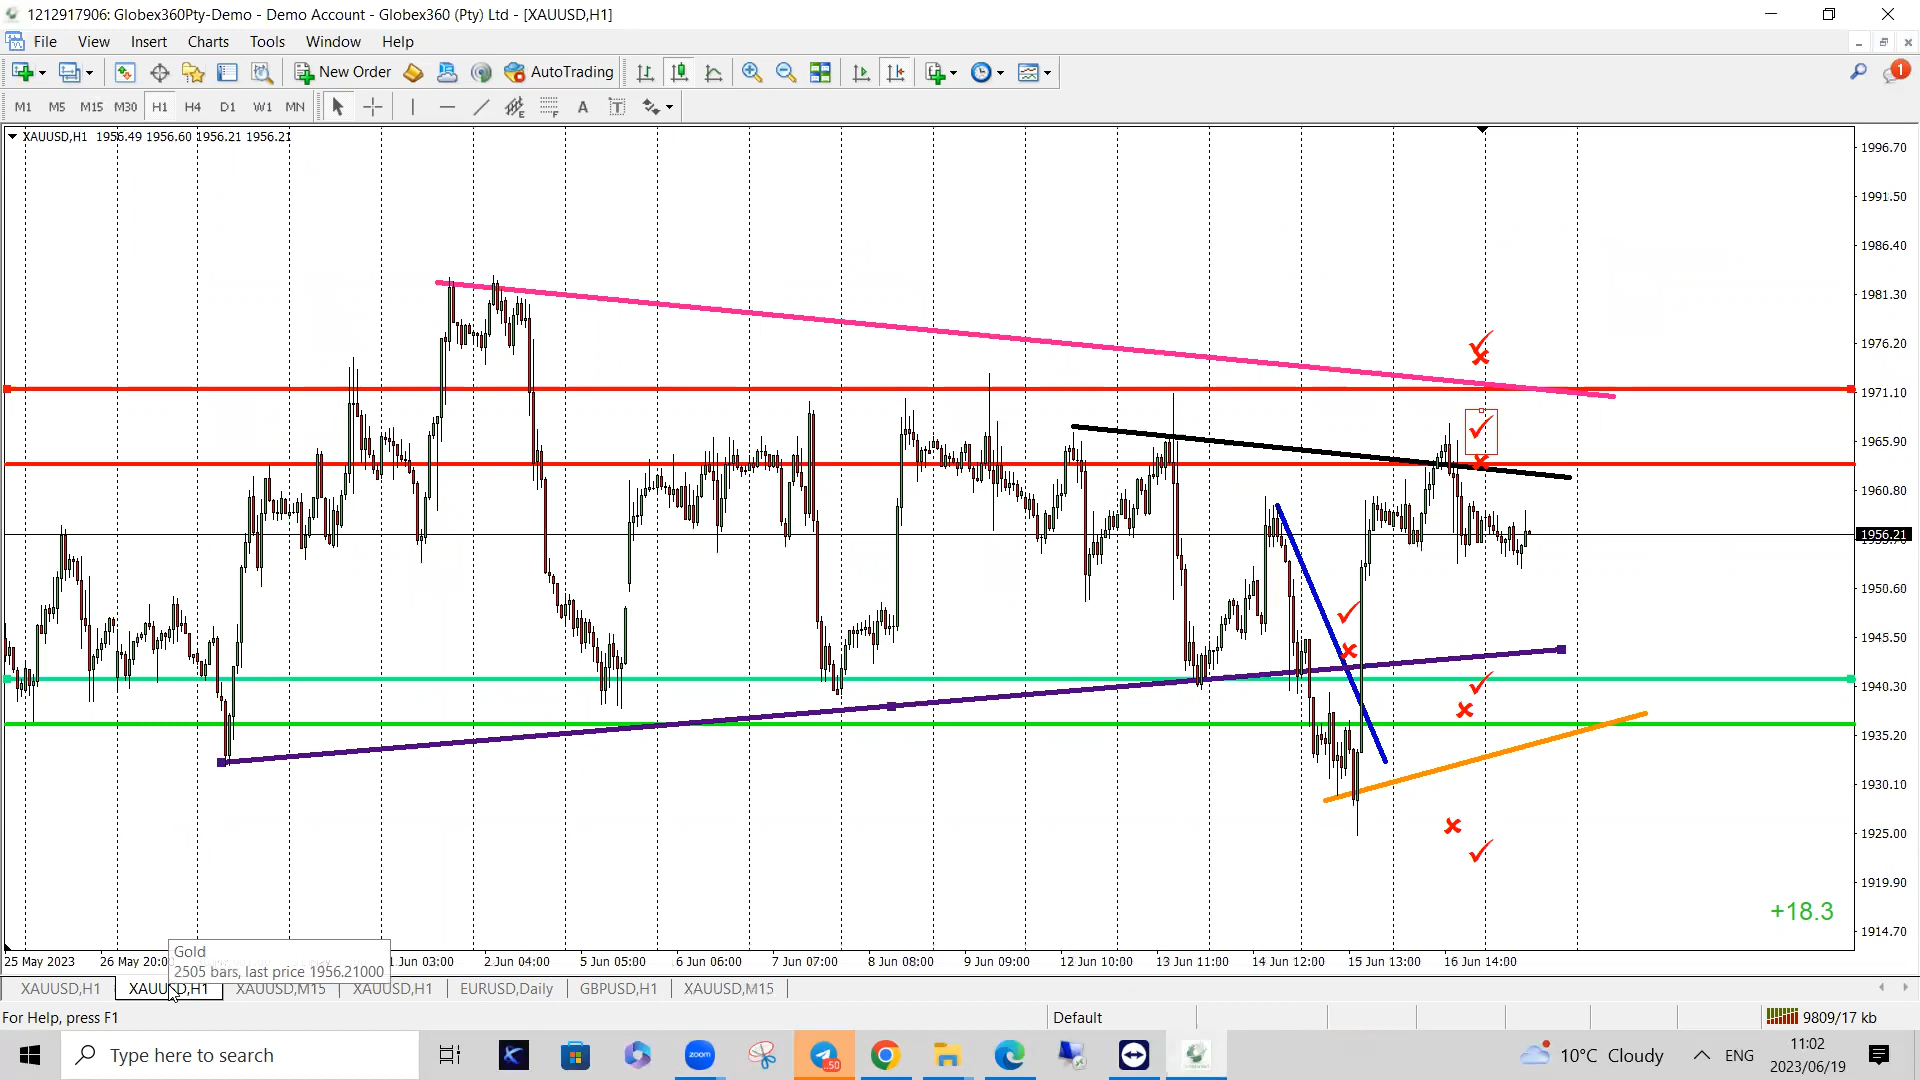 1212917906: Globex360Pty-Demo - Demo Account - Globex360 (Pty) Ltd - [XAUUSD,H1]
File View Insert Charts Tools Window Help
New Order AutoTrading
1
M1 M5 M15 M30 H1 H4 D1 W1 MN
E F A T
XAUUSD,H1 1956.49 1956.60 1956.21 1956.21
1996.70
1991.50
1986.40
1981.30
1976.20
1971.10
1965.90
1960.80
1956.21
1950.60
1945.50
1940.30
1935.20
1930.10
1925.00
1919.90
1914.70
+18.3
Gold
2505 bars, last price 1956.21000
25 May 2023 26 May 20:00 1 Jun 03:00 2 Jun 04:00 5 Jun 05:00 6 Jun 06:00 7 Jun 07:00 8 Jun 08:00 9 Jun 09:00 12 Jun 10:00 13 Jun 11:00 14 Jun 12:00 15 Jun 13:00 16 Jun 14:00
XAUUSD,H1 XAUUSD,H1 XAUUSD,M15 XAUUSD,H1 EURUSD,Daily GBPUSD,H1 XAUUSD,M15
For Help, press F1 Default 9809/17 kb
Type here to search zoom 50 10°C Cloudy ENG 11:02
2023/06/19